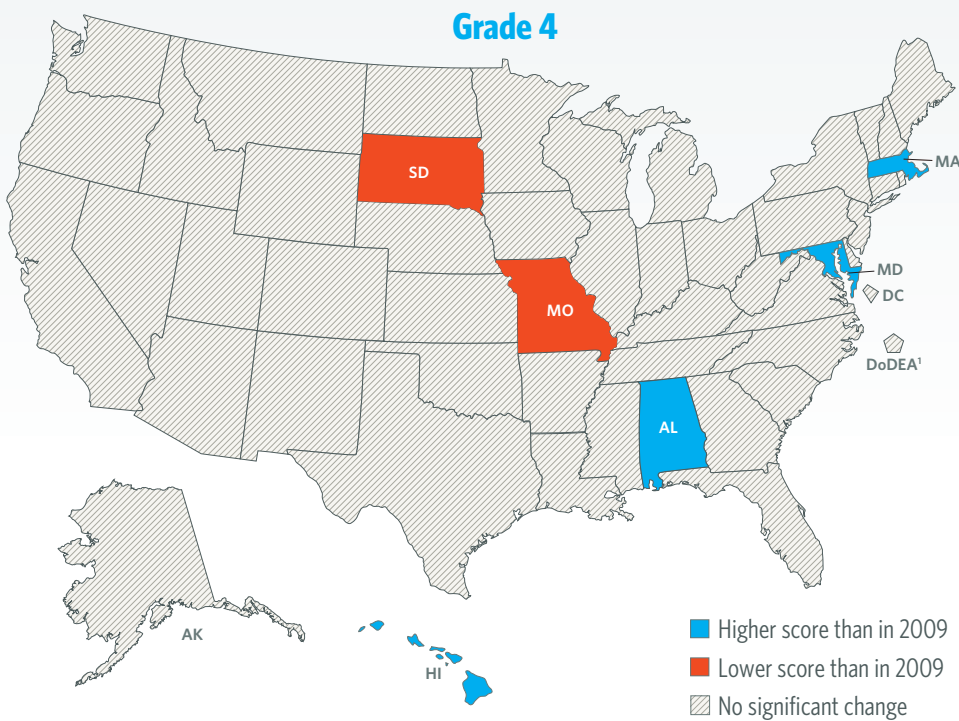 Grade 4
SD
MA
MD
DC
MO
DoDEA¹
AL
AK
HI
Higher score than in 2009
Lower score than in 2009
No significant change